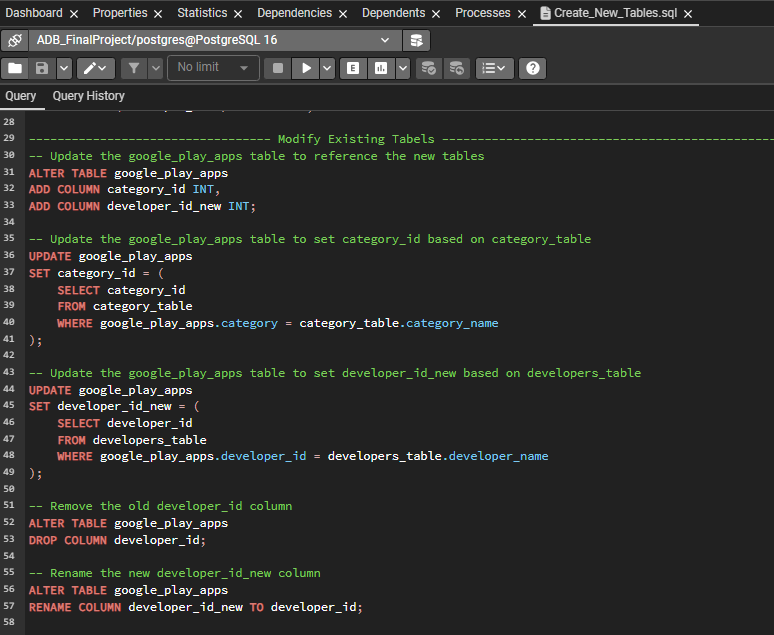 Dashboard Properties Statistics Dependencies Dependents Processes Create_New_Tables.sql
ADB_FinalProject/postgres@PostgreSQL 16
No limit
Query Query History
28
29 ---------------------------------- Modify Existing Tabels -----------------------------------------------
30 -- Update the google_play_apps table to reference the new tables
31 ALTER TABLE google_play_apps
32 ADD COLUMN category_id INT,
33 ADD COLUMN developer_id_new INT;
34
35 -- Update the google_play_apps table to set category_id based on category_table
36 UPDATE google_play_apps
37 SET category_id = (
38     SELECT category_id
39     FROM category_table
40     WHERE google_play_apps.category = category_table.category_name
41 );
42
43 -- Update the google_play_apps table to set developer_id_new based on developers_table
44 UPDATE google_play_apps
45 SET developer_id_new = (
46     SELECT developer_id
47     FROM developers_table
48     WHERE google_play_apps.developer_id = developers_table.developer_name
49 );
50
51 -- Remove the old developer_id column
52 ALTER TABLE google_play_apps
53 DROP COLUMN developer_id;
54
55 -- Rename the new developer_id_new column
56 ALTER TABLE google_play_apps
57 RENAME COLUMN developer_id_new TO developer_id;
58